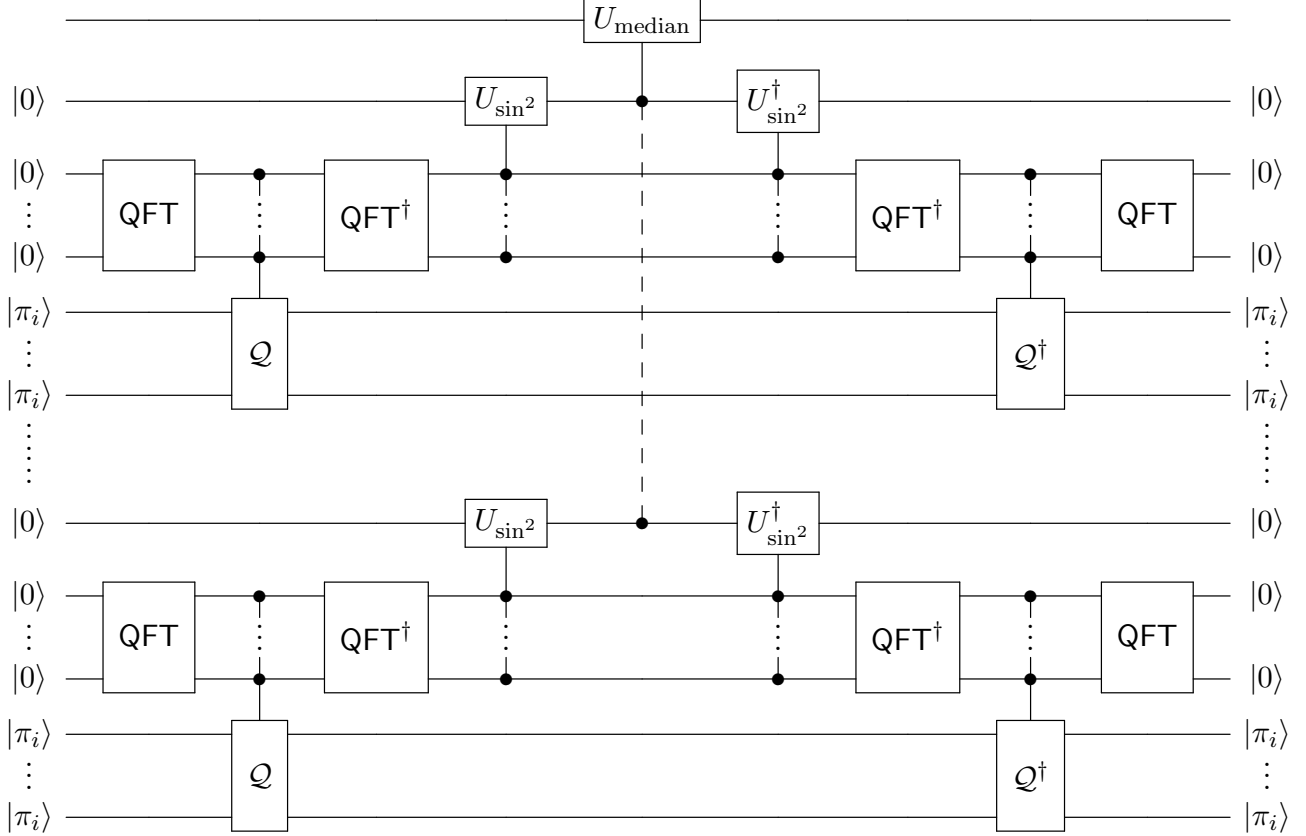 U_median
|0⟩ U_sin² U†_sin² |0⟩
|0⟩ |0⟩
⋮ QFT ⋮ QFT† ⋮ ⋮ QFT† ⋮ QFT ⋮
|0⟩ |0⟩
|π_i⟩ |π_i⟩
⋮ 𝒬 𝒬† ⋮
|π_i⟩ |π_i⟩
⋮ ⋮
|0⟩ U_sin² U†_sin² |0⟩
|0⟩ |0⟩
⋮ QFT ⋮ QFT† ⋮ ⋮ QFT† ⋮ QFT ⋮
|0⟩ |0⟩
|π_i⟩ |π_i⟩
⋮ 𝒬 𝒬† ⋮
|π_i⟩ |π_i⟩